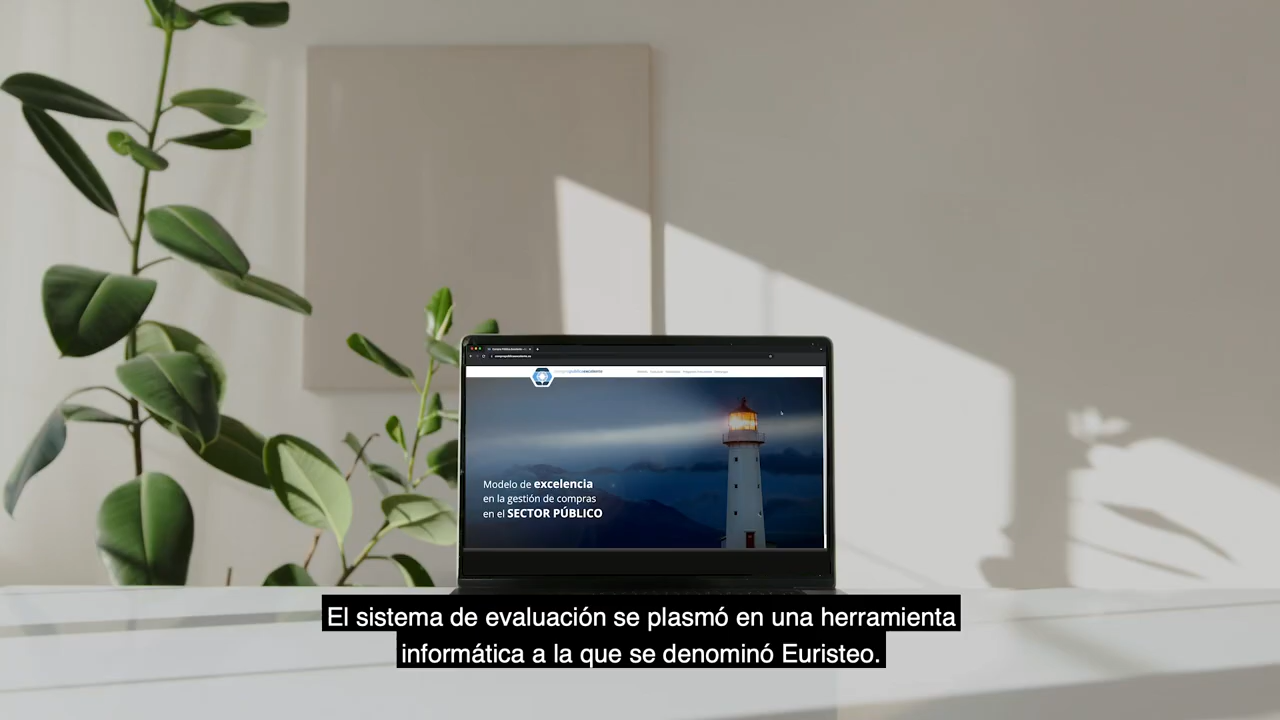 comprapublicaexcelente
Modelo de excelencia
en la gestión de compras
en el SECTOR PÚBLICO
El sistema de evaluación se plasmó en una herramienta
informática a la que se denominó Euristeo.